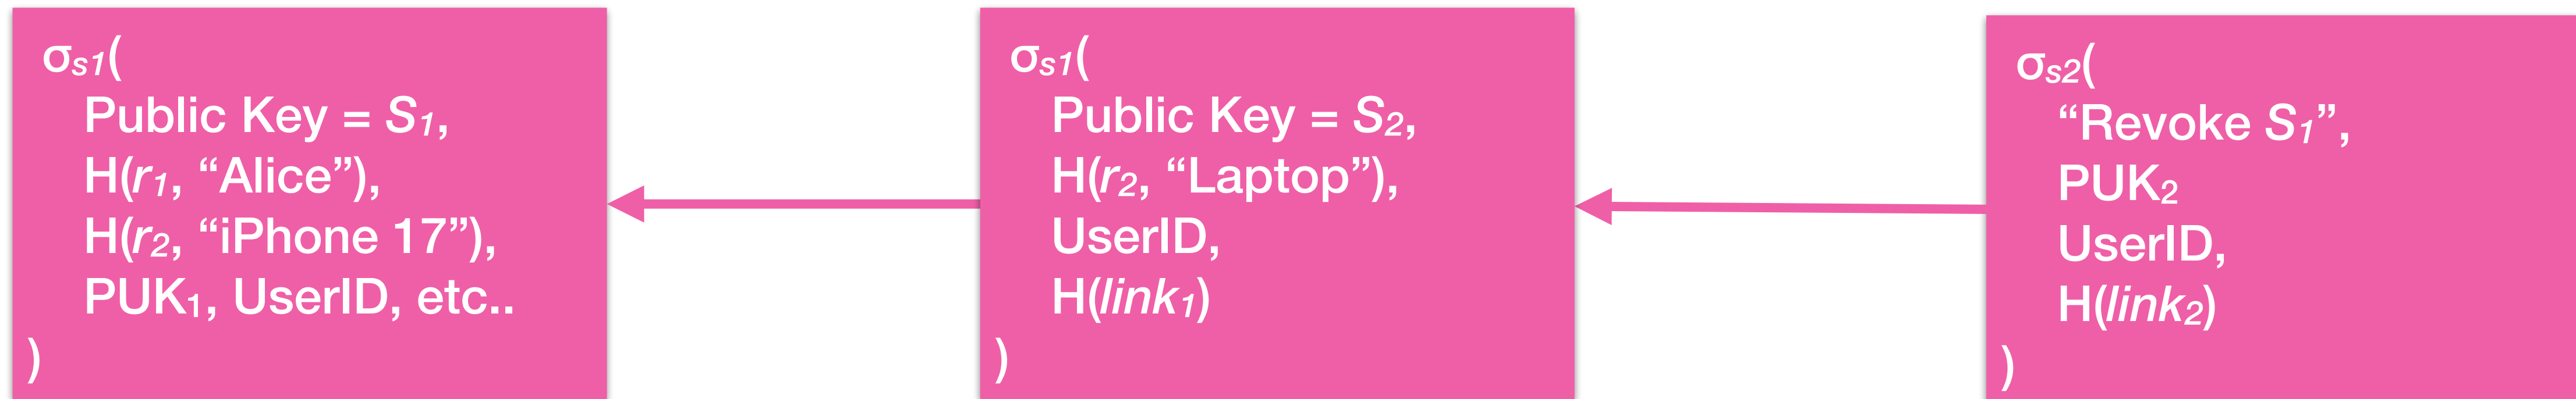 σs1(
Public Key = S1,
H(r1, “Alice”),
H(r2, “iPhone 17”),
PUK1, UserID, etc..
)
σs1(
Public Key = S2,
H(r2, “Laptop”),
UserID,
H(link1)
)
σs2(
“Revoke S1”,
PUK2
UserID,
H(link2)
)